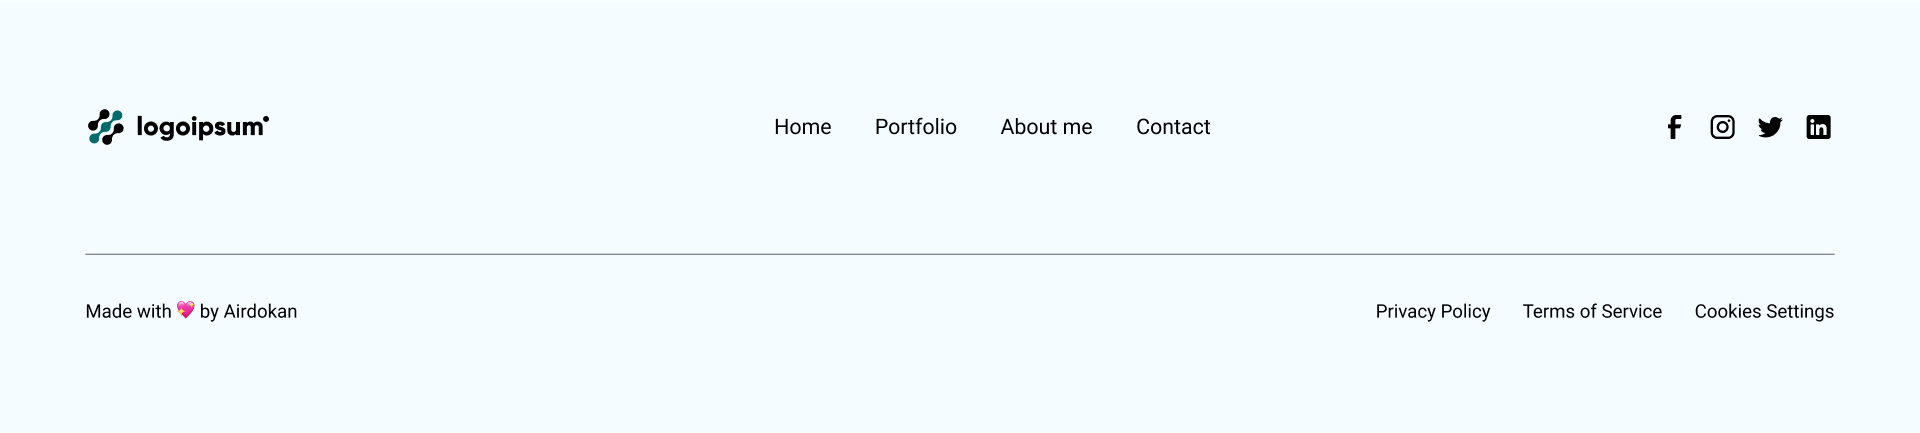 logoipsum
Home Portfolio About me Contact
Made with 💖 by Airdokan
Privacy Policy Terms of Service Cookies Settings